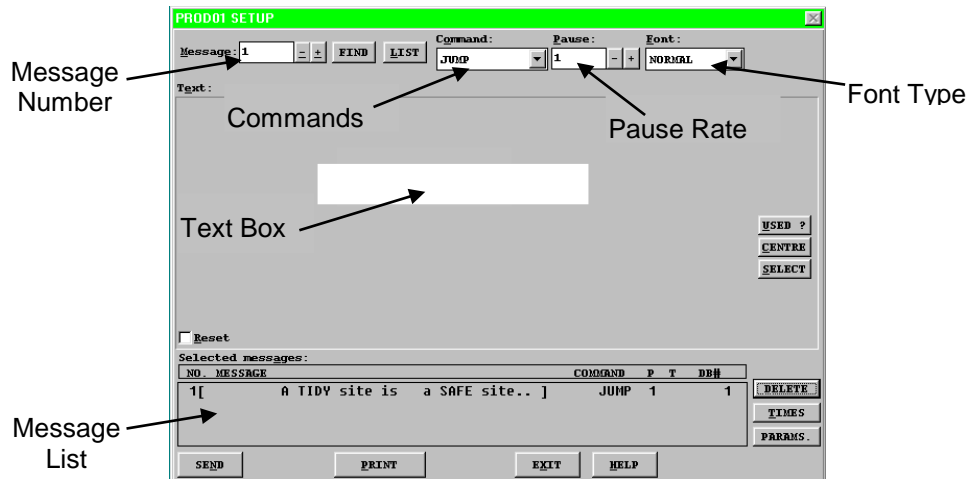 PROD01 SETUP
Message: 1 - + FIND LIST
Command:
JUMP
Pause:
1 - +
Font:
NORMAL
Message Number
Font Type
Text:
Commands
Pause Rate
Text Box
USED ?
CENTRE
SELECT
Reset
Selected messages:
NO. MESSAGE COMMAND P T DB#
1[ A TIDY site is a SAFE site.. ] JUMP 1 1
DELETE
TIMES
PARAMS.
Message List
SEND PRINT EXIT HELP